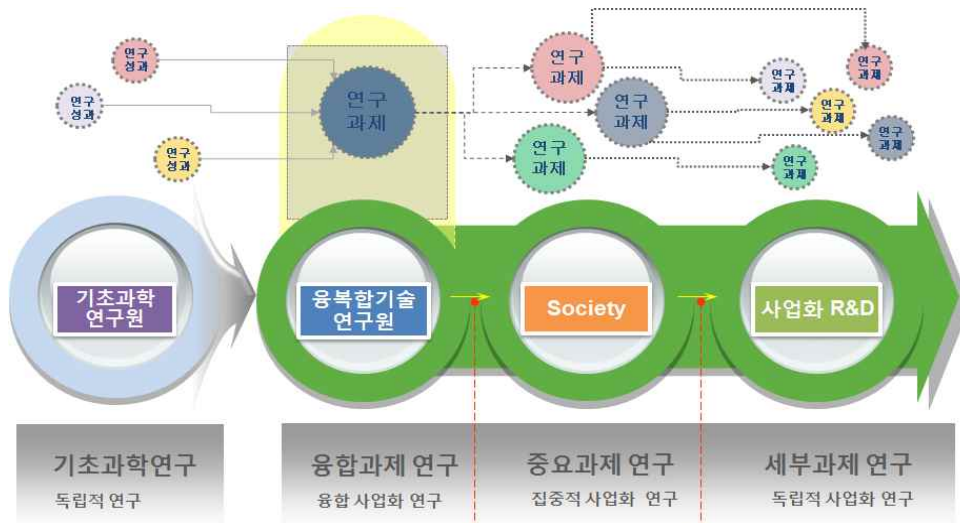 연구
성과
연구
성과
연구
성과
연구
과제
연구
과제
연구
과제
연구
과제
연구
과제
연구
과제
연구
과제
연구
과제
연구
과제
기초과학
연구원
융복합기술
연구원
Society
사업화 R&D
기초과학연구
독립적 연구
융합과제 연구
융합 사업화 연구
중요과제 연구
집중적 사업화 연구
세부과제 연구
독립적 사업화 연구